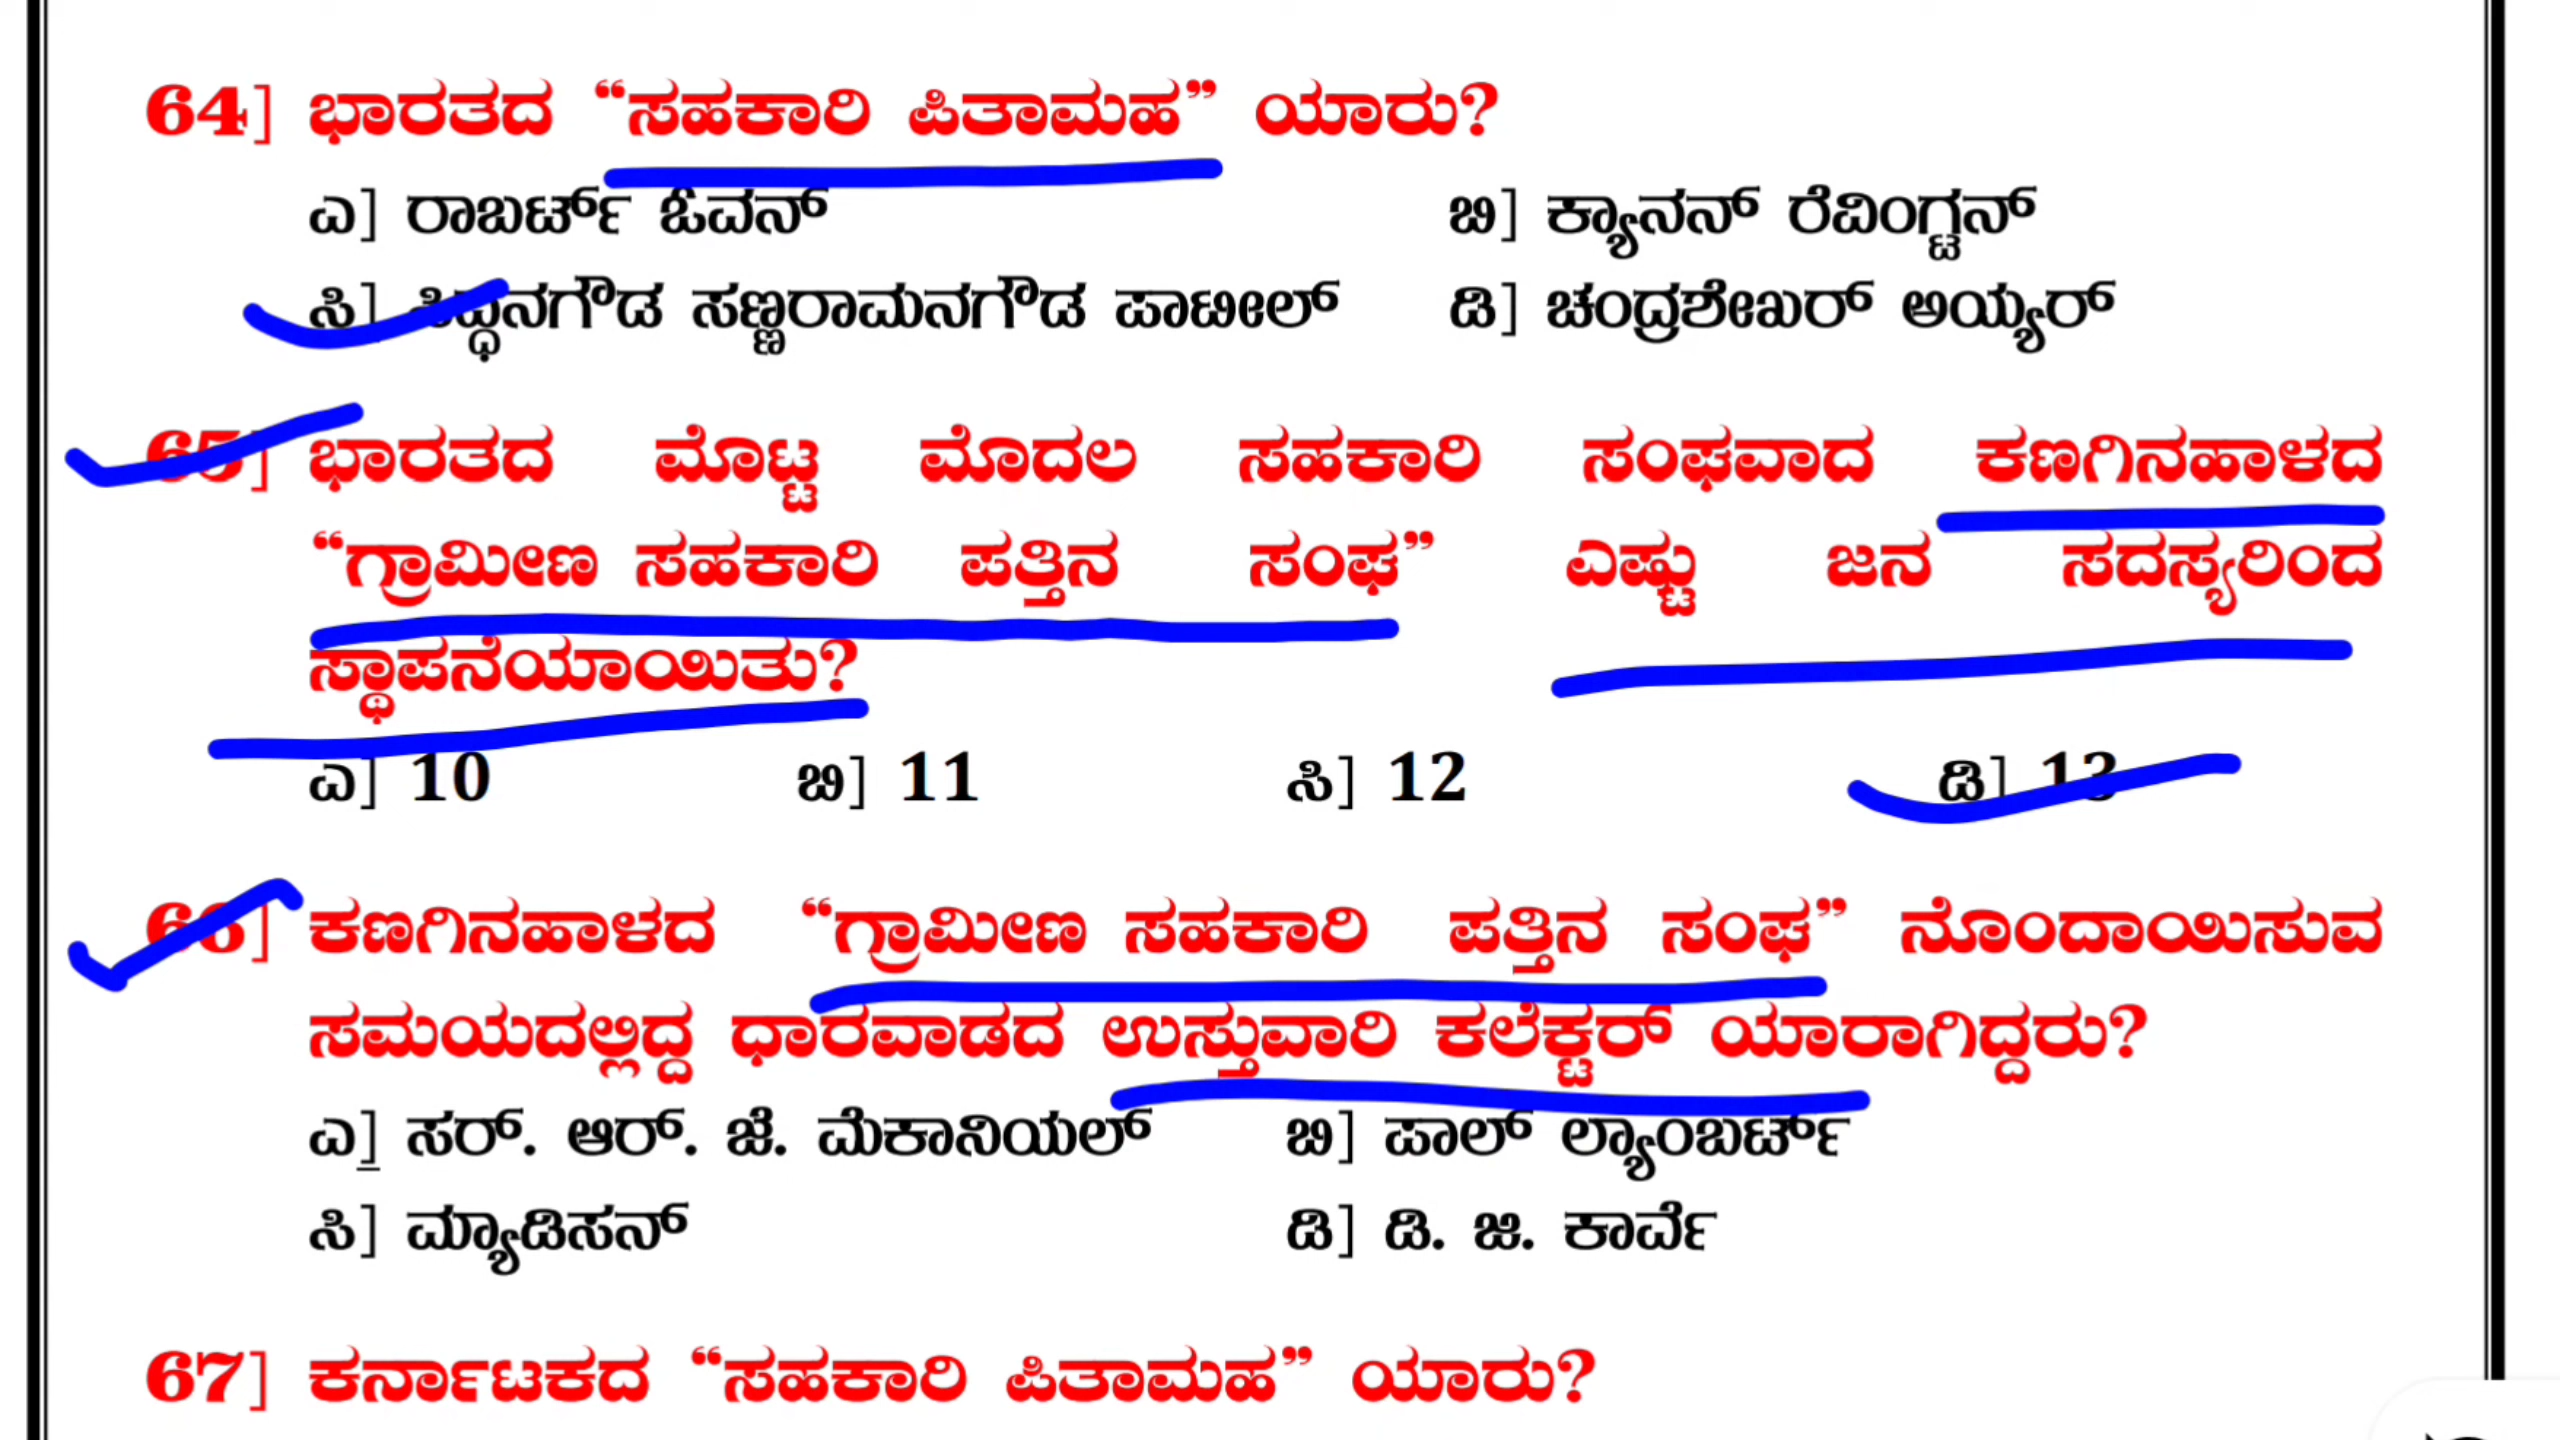 64] ಭಾರತದ “ಸಹಕಾರಿ ಪಿತಾಮಹ” ಯಾರು?
ಎ] ರಾಬರ್ಟ್ ಓವನ್ ಬಿ] ಕ್ಯಾನನ್ ರೆವಿಂಗ್ಟನ್
ಸಿ] ಸಿದ್ಧನಗೌಡ ಸಣ್ಣರಾಮನಗೌಡ ಪಾಟೀಲ್ ಡಿ] ಚಂದ್ರಶೇಖರ್ ಅಯ್ಯರ್
65] ಭಾರತದ ಮೊಟ್ಟ ಮೊದಲ ಸಹಕಾರಿ ಸಂಘವಾದ ಕಣಗಿನಹಾಳದ
“ಗ್ರಾಮೀಣ ಸಹಕಾರಿ ಪತ್ತಿನ ಸಂಘ” ಎಷ್ಟು ಜನ ಸದಸ್ಯರಿಂದ
ಸ್ಥಾಪನೆಯಾಯಿತು?
ಎ] 10 ಬಿ] 11 ಸಿ] 12 ಡಿ] 13
66] ಕಣಗಿನಹಾಳದ “ಗ್ರಾಮೀಣ ಸಹಕಾರಿ ಪತ್ತಿನ ಸಂಘ” ನೊಂದಾಯಿಸುವ
ಸಮಯದಲ್ಲಿದ್ದ ಧಾರವಾಡದ ಉಸ್ತುವಾರಿ ಕಲೆಕ್ಟರ್ ಯಾರಾಗಿದ್ದರು?
ಎ] ಸರ್. ಆರ್. ಜೆ. ಮೆಕಾನಿಯಲ್ ಬಿ] ಪಾಲ್ ಲ್ಯಾಂಬರ್ಟ್
ಸಿ] ಮ್ಯಾಡಿಸನ್ ಡಿ] ಡಿ. ಜಿ. ಕಾರ್ವೆ
67] ಕರ್ನಾಟಕದ “ಸಹಕಾರಿ ಪಿತಾಮಹ” ಯಾರು?